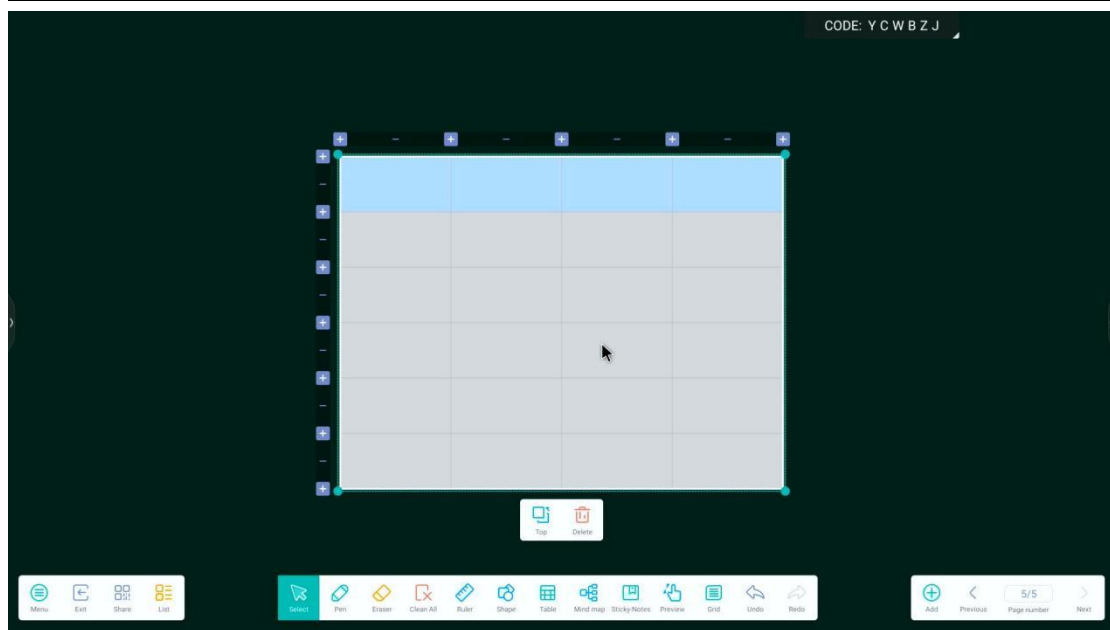 CODE: Y C W B Z J
Top Delete
Menu Exit Share List
Select Pen Eraser Clean All Ruler Shape Table Mind map Sticky-Notes Preview Grid Undo Redo
Add Previous 5/5 Page number Next